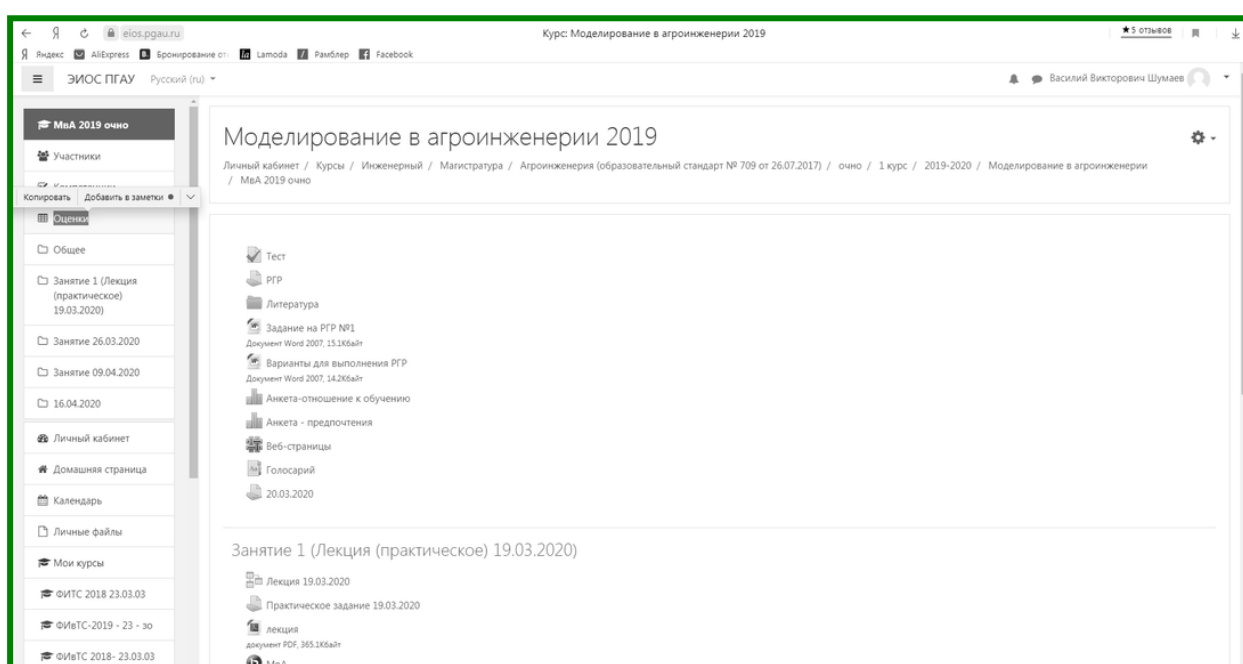 eios.pgau.ru
Курс: Моделирование в агроинженерии 2019
★5 отзывов
Яндекс AliExpress Бронирование от Lamoda Рамблер Facebook
ЭИОС ПГАУ Русский (ru)
Василий Викторович Шумаев
МвА 2019 очно
Участники
Компетенции
Копировать Добавить в заметки
Оценки
Общее
Занятие 1 (Лекция
(практическое)
19.03.2020)
Занятие 26.03.2020
Занятие 09.04.2020
16.04.2020
Личный кабинет
Домашняя страница
Календарь
Личные файлы
Мои курсы
ФИТС 2018 23.03.03
ФИвТС-2019 - 23 - зо
ФИвТС 2018- 23.03.03
Моделирование в агроинженерии 2019
Личный кабинет / Курсы / Инженерный / Магистратура / Агроинженерия (образовательный стандарт № 709 от 26.07.2017) / очно / 1 курс / 2019-2020 / Моделирование в агроинженерии
/ МвА 2019 очно
Тест
РГР
Литература
Задание на РГР №1
Документ Word 2007, 15.1Кбайт
Варианты для выполнения РГР
Документ Word 2007, 14.2Кбайт
Анкета-отношение к обучению
Анкета - предпочтения
Веб-страницы
Голосарий
20.03.2020
Занятие 1 (Лекция (практическое) 19.03.2020)
Лекция 19.03.2020
Практическое задание 19.03.2020
лекция
документ PDF, 365.1Кбайт
МвА